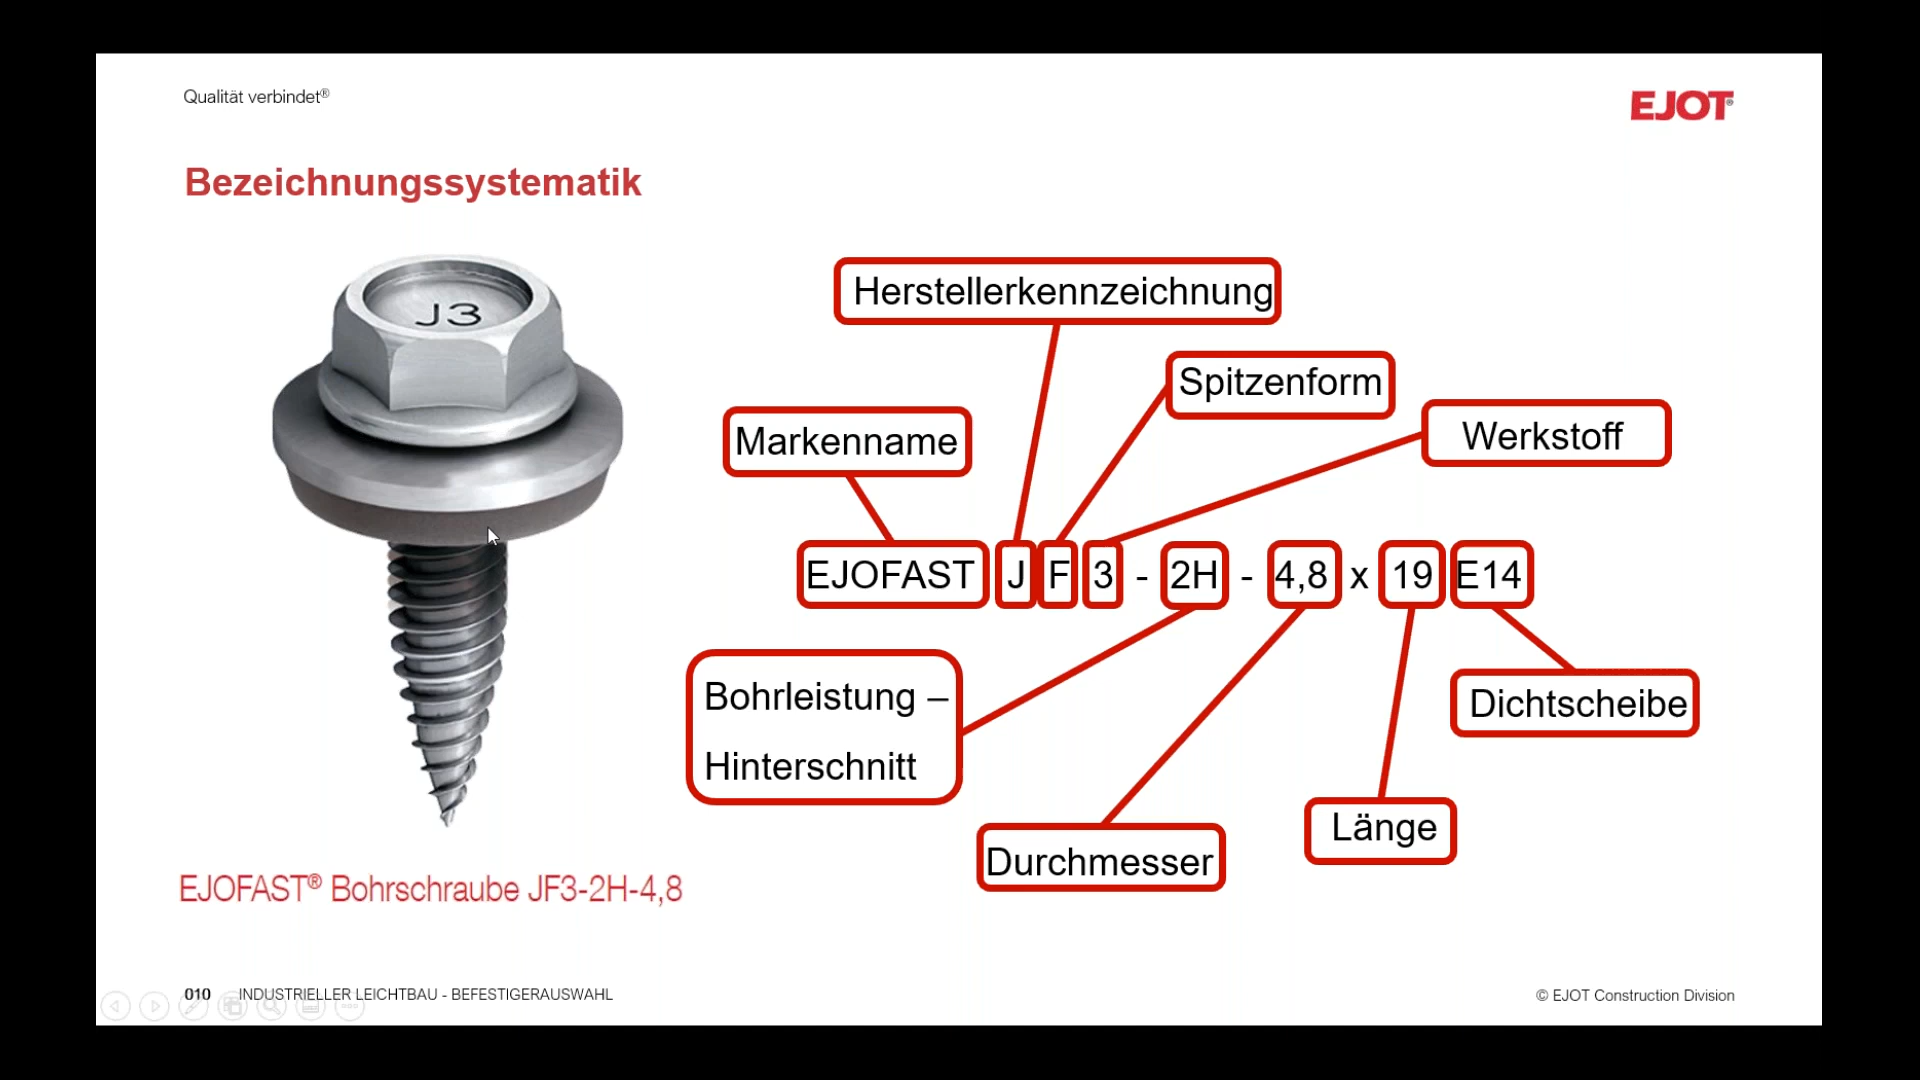 Qualität verbindet®
EJOT®
Bezeichnungssystematik
J3
Herstellerkennzeichnung
Spitzenform
Markenname
Werkstoff
EJOFAST J F 3 - 2H - 4,8 x 19 E14
Bohrleistung –
Hinterschnitt
Dichtscheibe
Durchmesser
Länge
EJOFAST® Bohrschraube JF3-2H-4,8
010 INDUSTRIELLER LEICHTBAU - BEFESTIGERAUSWAHL
© EJOT Construction Division